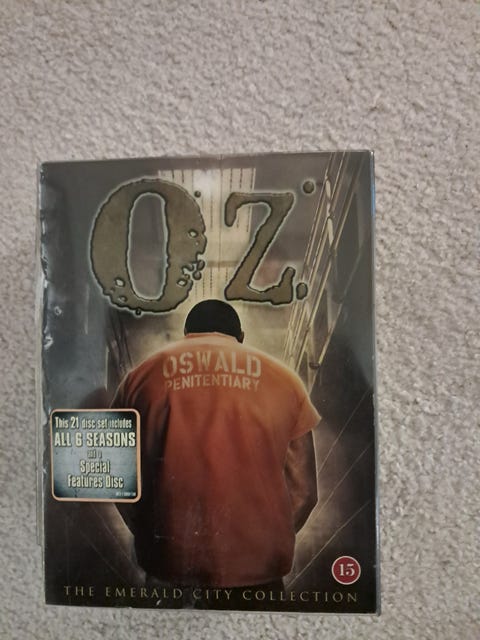 OZ.
OSWALD
PENITENTIARY
This 21 disc set includes
ALL 6 SEASONS
and a
Special
Features Disc
15
THE EMERALD CITY COLLECTION